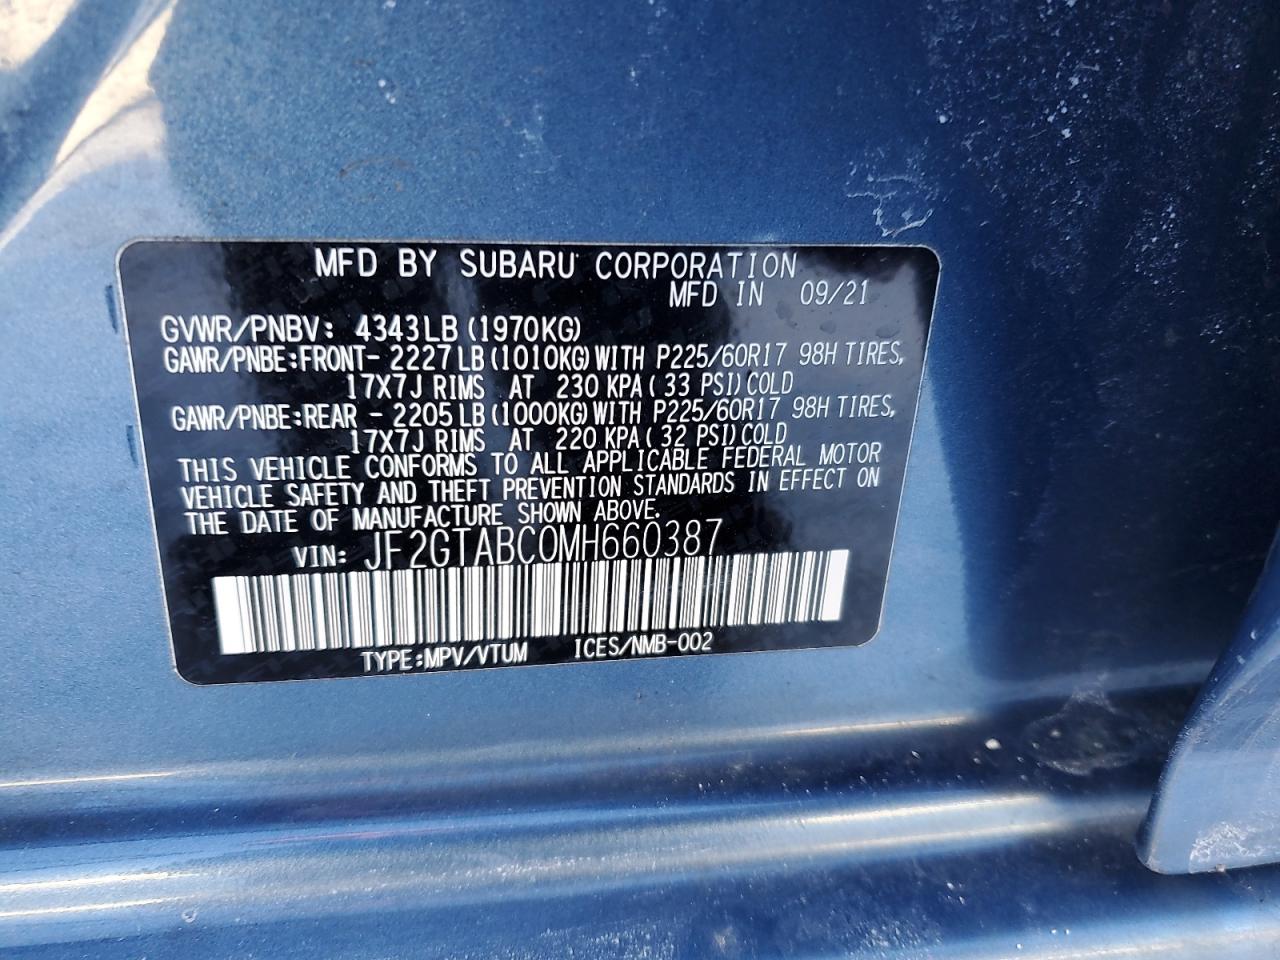 MFD BY SUBARU CORPORATION
MFD IN 09/21
GVWR/PNBV: 4343LB(1970KG)
GAWR/PNBE:FRONT- 2227LB(1010KG)WITH P225/60R17 98H TIRES,
17X7J RIMS AT 230 KPA( 33 PSI)COLD
GAWR/PNBE:REAR - 2205LB(1000KG)WITH P225/60R17 98H TIRES,
17X7J RIMS AT 220 KPA( 32 PSI)COLD
THIS VEHICLE CONFORMS TO ALL APPLICABLE FEDERAL MOTOR
VEHICLE SAFETY AND THEFT PREVENTION STANDARDS IN EFFECT ON
THE DATE OF MANUFACTURE SHOWN ABOVE.
VIN: JF2GTABC0MH660387
TYPE:MPV/VTUM ICES/NMB-002